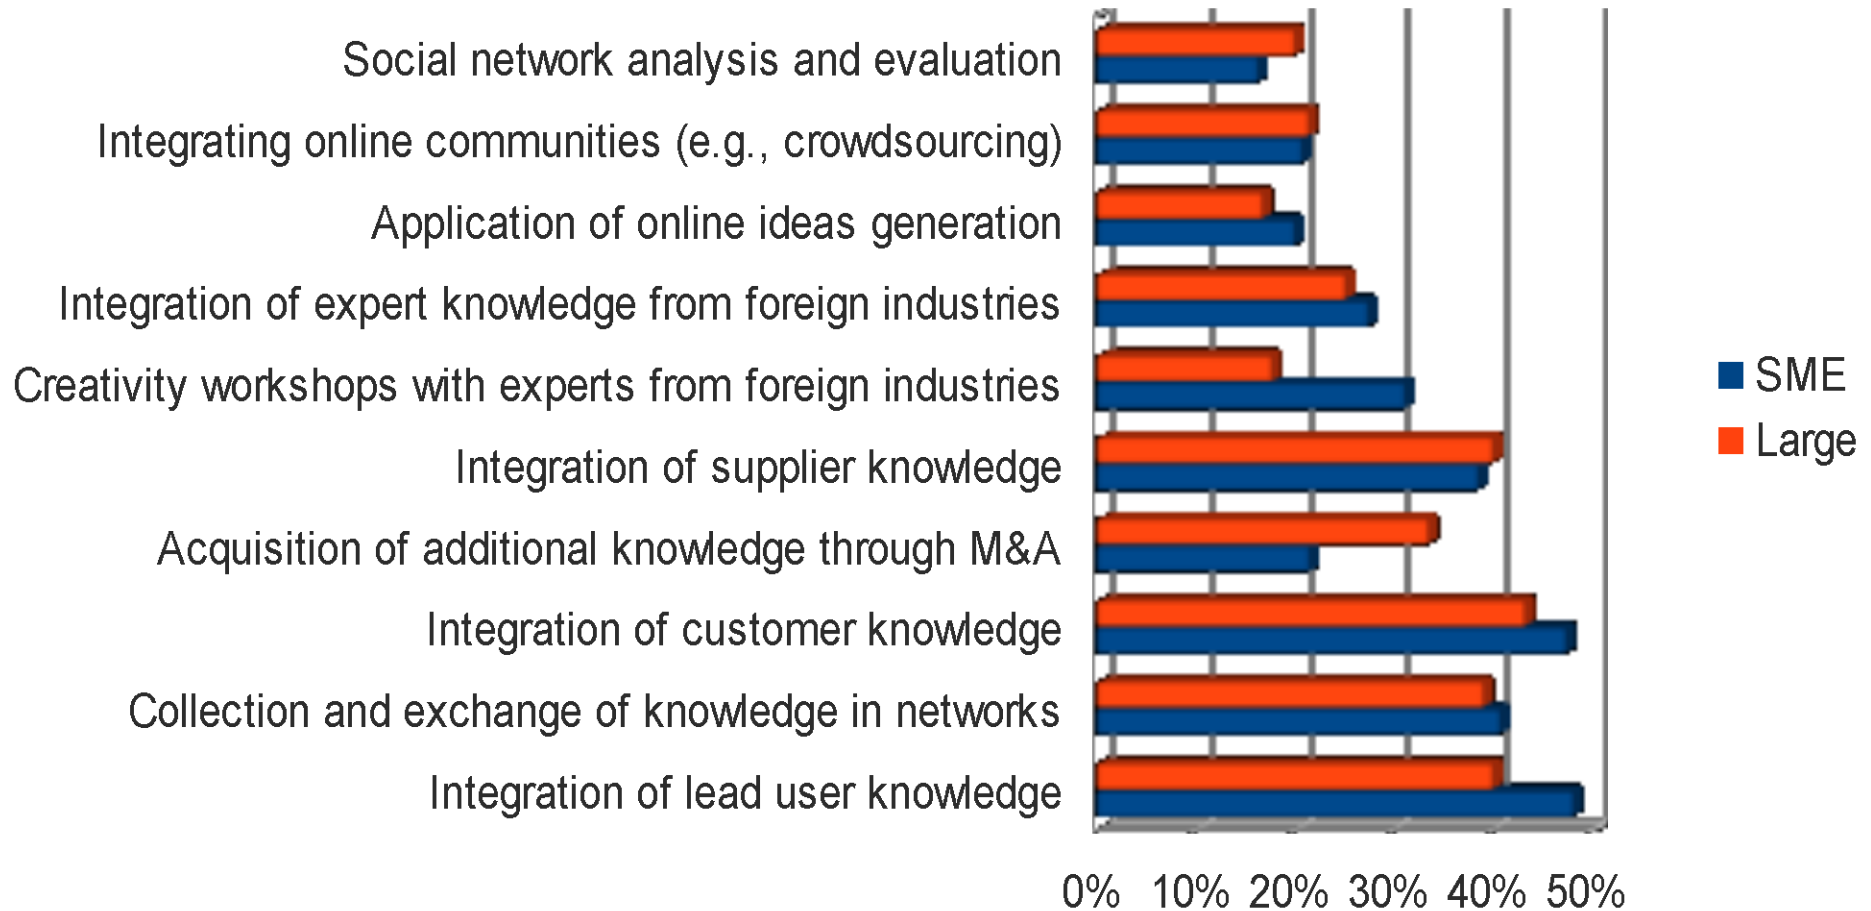 Social network analysis and evaluation
Integrating online communities (e.g., crowdsourcing)
Application of online ideas generation
Integration of expert knowledge from foreign industries
Creativity workshops with experts from foreign industries
Integration of supplier knowledge
Acquisition of additional knowledge through M&A
Integration of customer knowledge
Collection and exchange of knowledge in networks
Integration of lead user knowledge
0% 10% 20% 30% 40% 50%
SME
Large